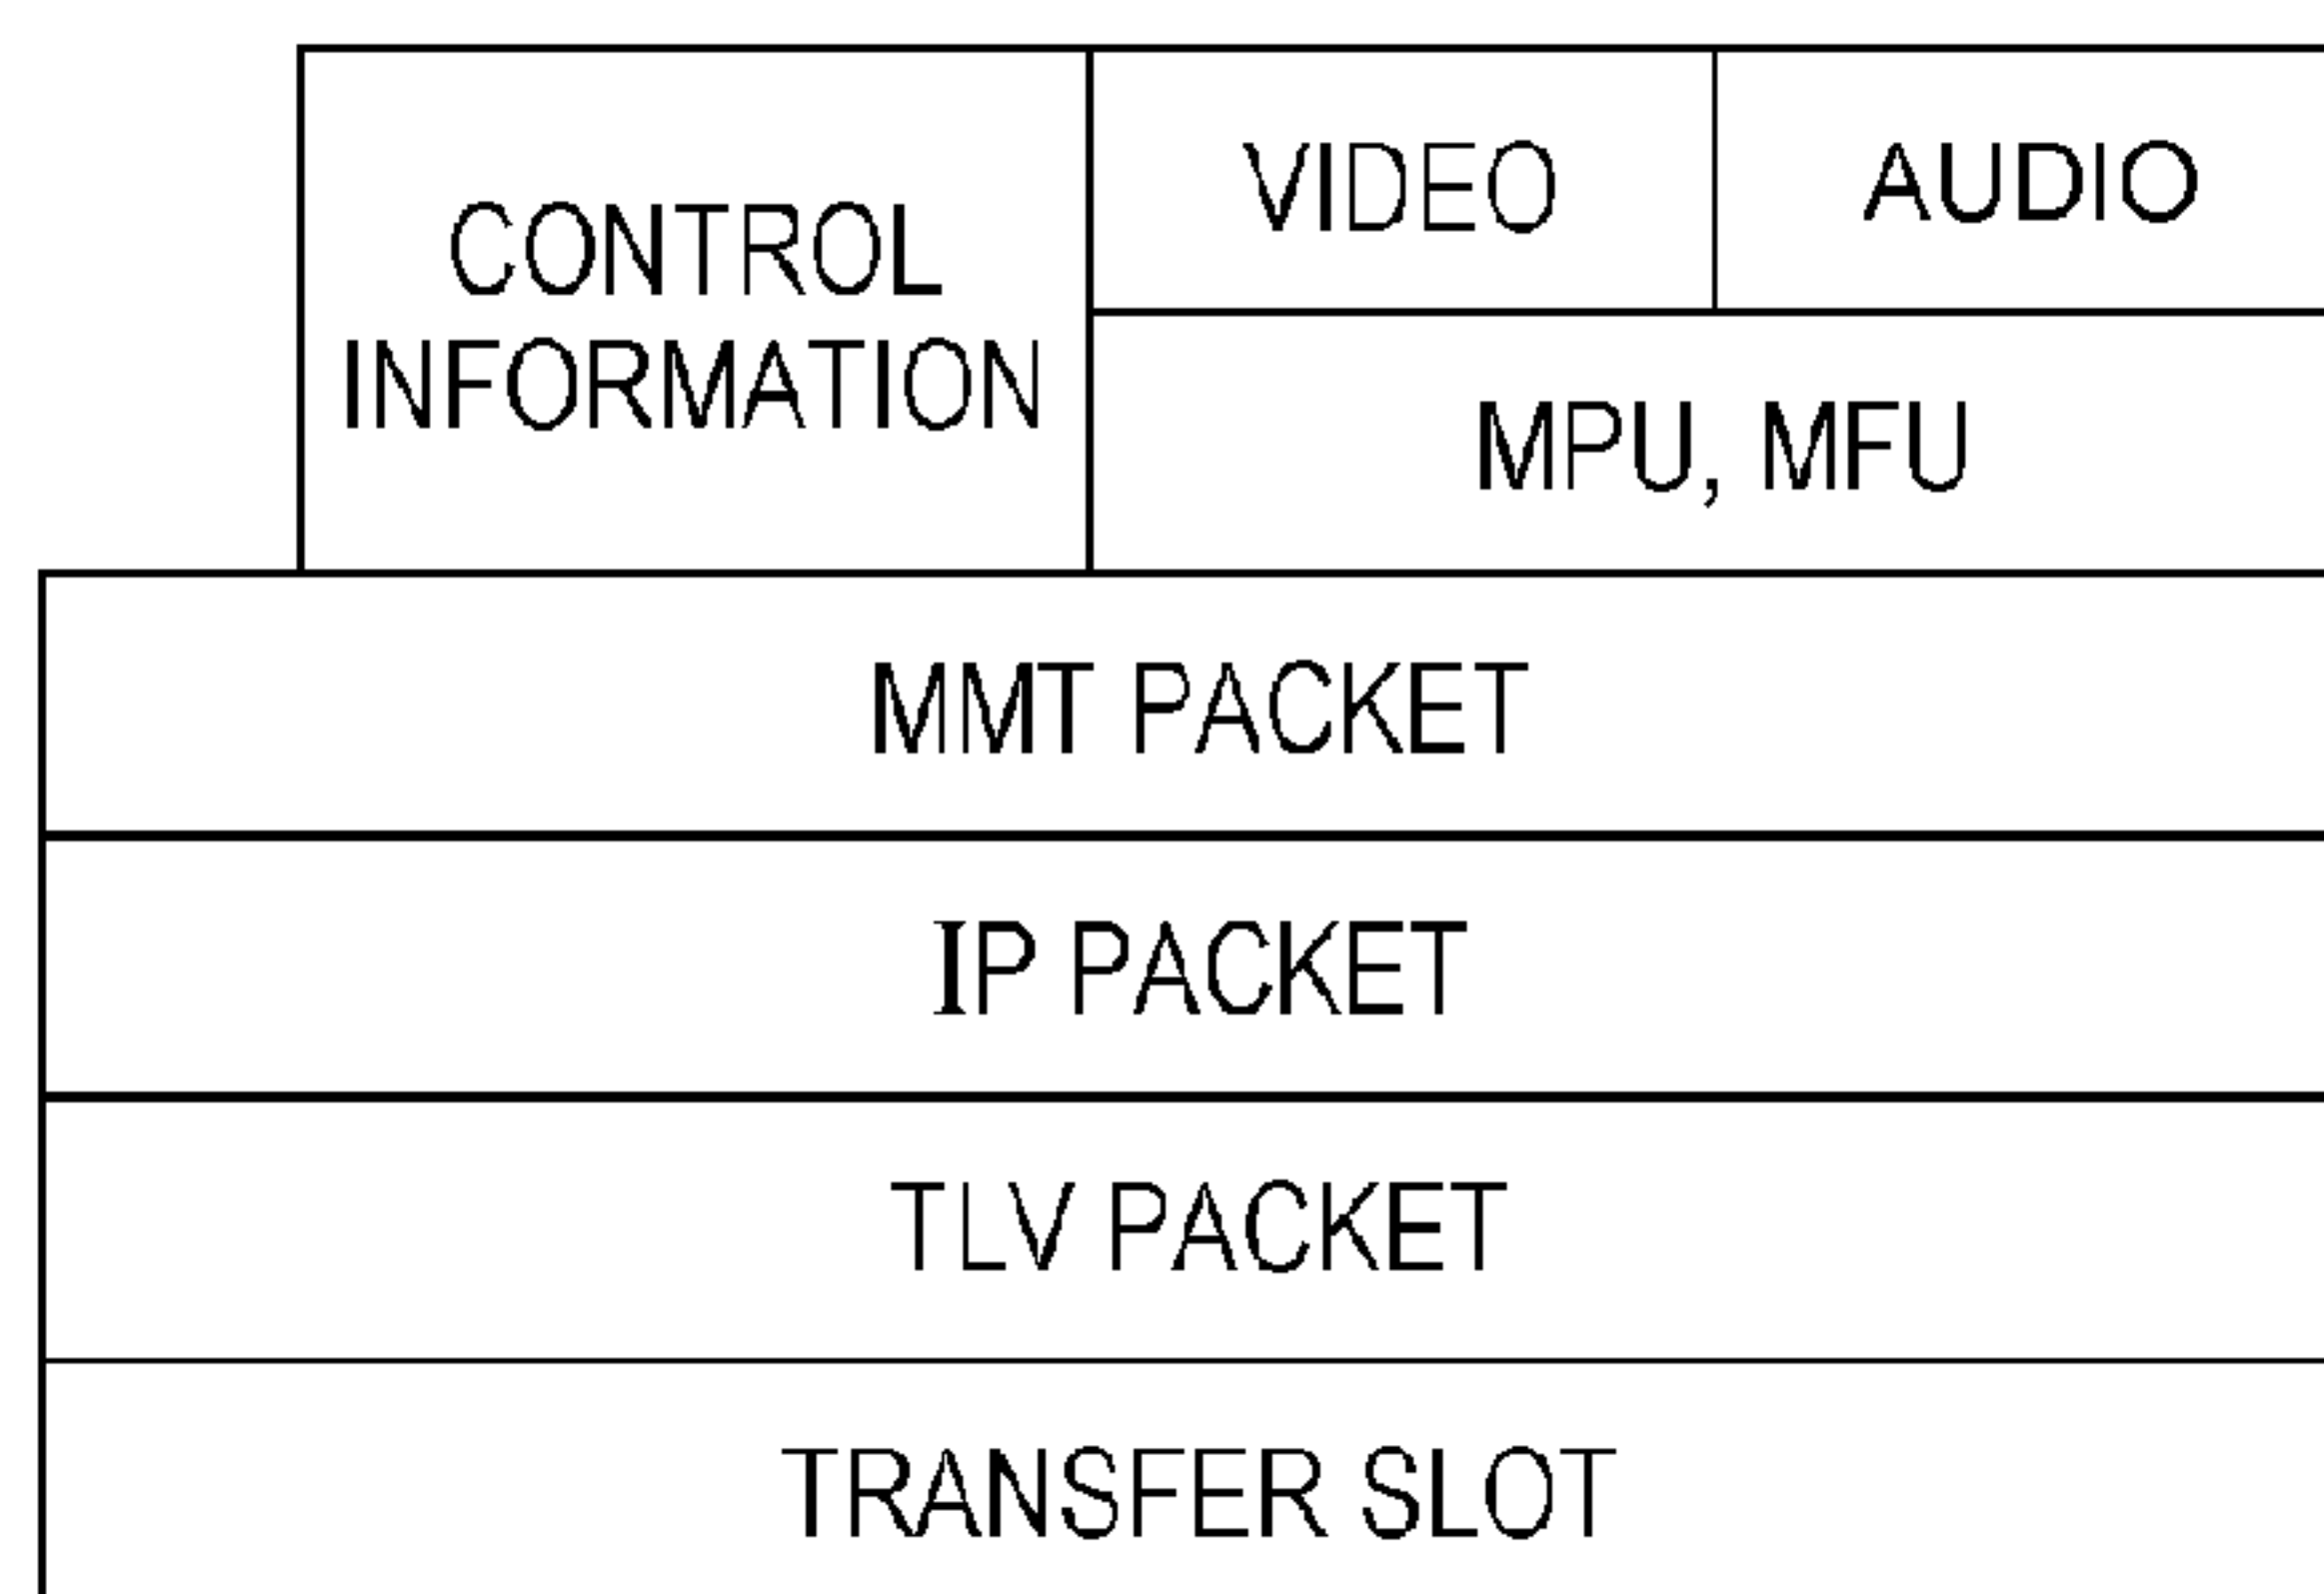 CONTROL
INFORMATION
VIDEO
AUDIO
MPU, MFU
MMT PACKET
IP PACKET
TLV PACKET
TRANSFER SLOT